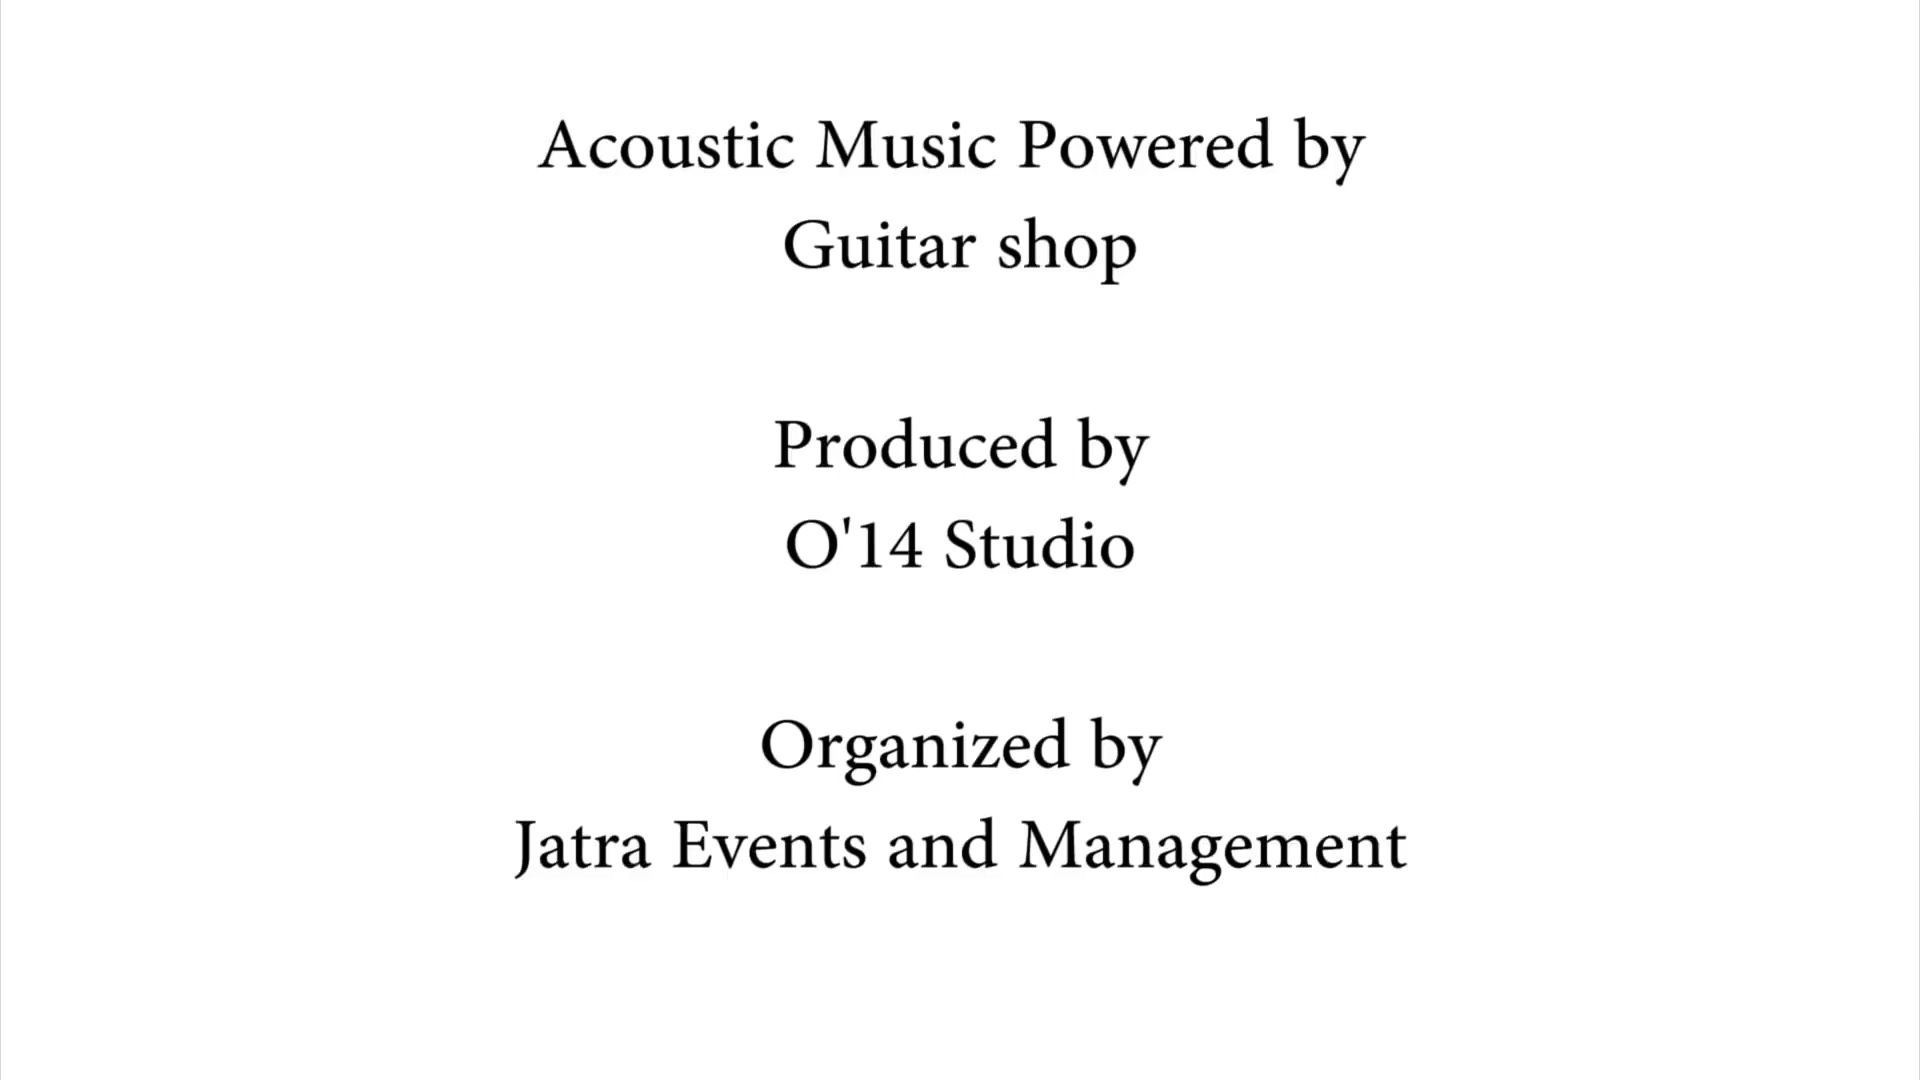 Acoustic Music Powered by
Guitar shop
Produced by
O'14 Studio
Organized by
Jatra Events and Management